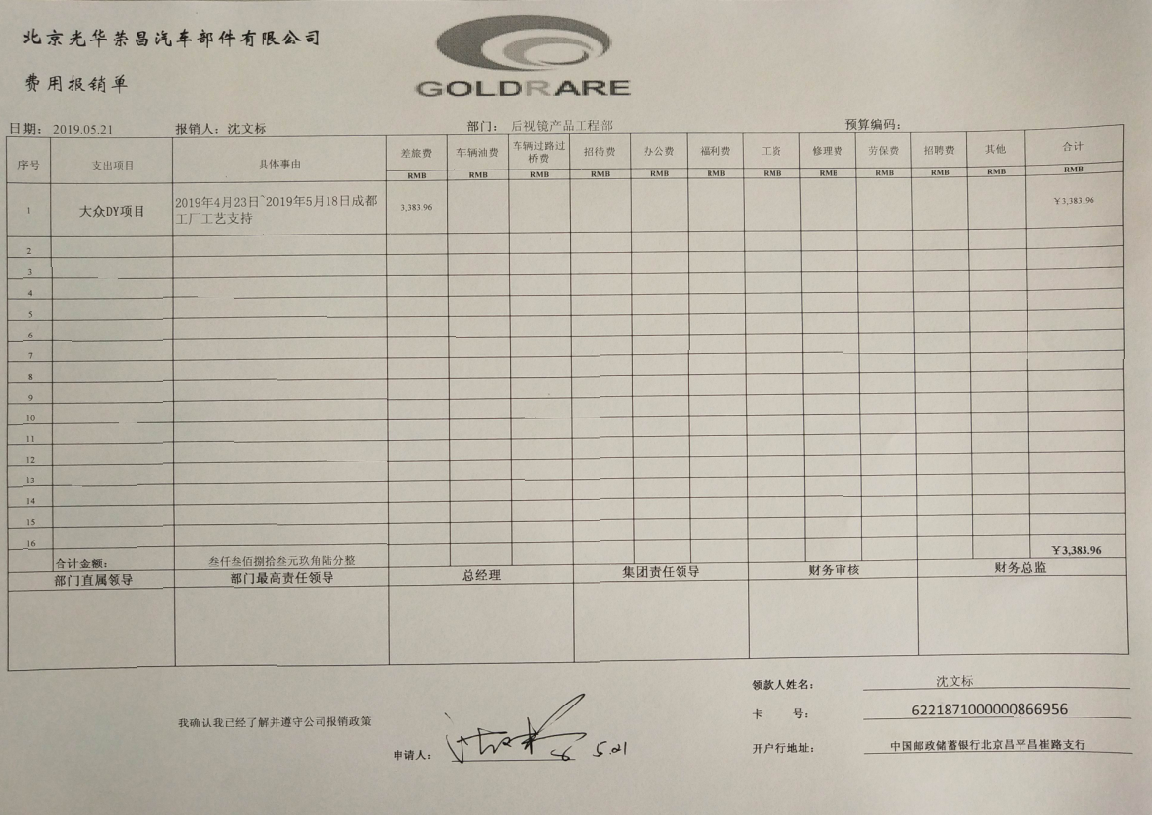 北京光华荣昌汽车部件有限公司
GOLDRARE
费用报销单
日期： 2019.05.21 报销人：沈文标 部门： 后视镜产品工程部 预算编码：
序号 支出项目 具体事由 差旅费 车辆油费 车辆过路过桥费 招待费 办公费 福利费 工资 修理费 劳保费 招聘费 其他 合计
RMB RMB RMB RMB RMB RMB RMB RMB RMB RMB RMB RMB
1 大众DY项目 2019年4月23日~2019年5月18日成都工厂工艺支持 3,383.96 ￥3,383.96
2
3
4
5
6
7
8
9
10
11
12
13
14
15
16
合计金额： 叁仟叁佰捌拾叁元玖角陆分整 ￥3,383.96
部门直属领导 部门最高责任领导 总经理 集团责任领导 财务审核 财务总监
领款人姓名： 沈文标
我确认我已经了解并遵守公司报销政策
卡 号： 6221871000000866956
申请人： 5.21
开户行地址： 中国邮政储蓄银行北京昌平昌崔路支行